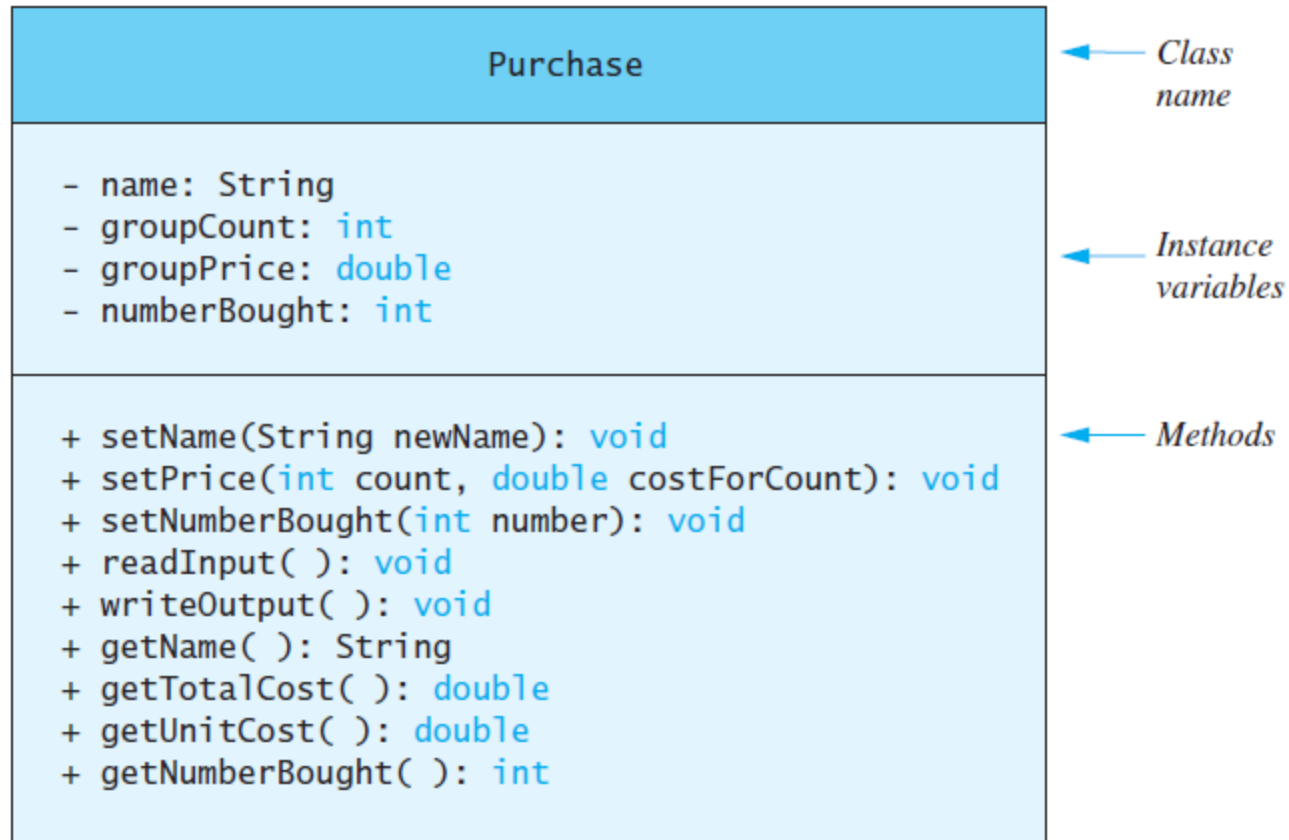 Purchase
Class
name
- name: String
- groupCount: int
- groupPrice: double
- numberBought: int
Instance
variables
+ setName(String newName): void
+ setPrice(int count, double costForCount): void
+ setNumberBought(int number): void
+ readInput( ): void
+ writeOutput( ): void
+ getName( ): String
+ getTotalCost( ): double
+ getUnitCost( ): double
+ getNumberBought( ): int
Methods